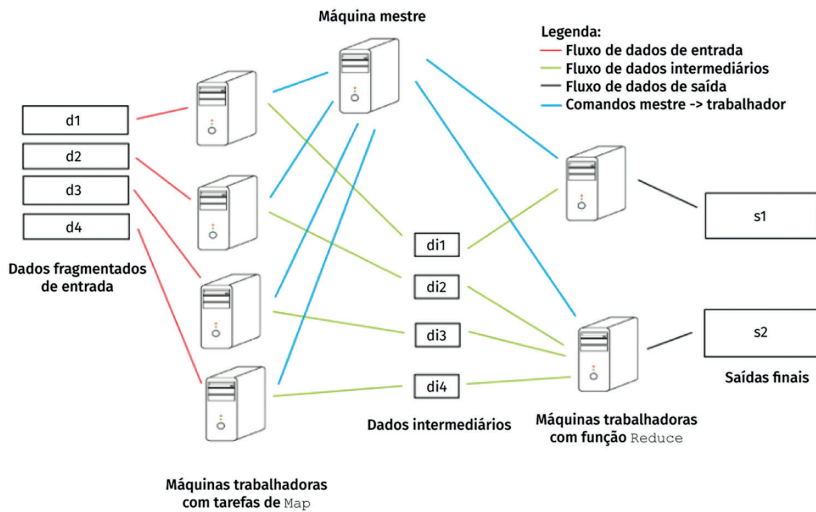 Máquina mestre
Legenda:
Fluxo de dados de entrada
Fluxo de dados intermediários
Fluxo de dados de saída
Comandos mestre -> trabalhador
d1
d2
d3
d4
Dados fragmentados
de entrada
di1
di2
di3
di4
Dados intermediários
s1
s2
Saídas finais
Máquinas trabalhadoras
com função Reduce
Máquinas trabalhadoras
com tarefas de Map